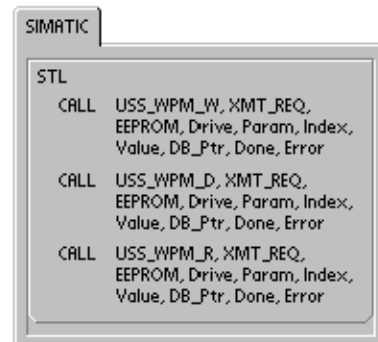 SIMATIC
STL
CALL USS_WPM_W, XMT_REQ,
EEPROM, Drive, Param, Index,
Value, DB_Ptr, Done, Error
CALL USS_WPM_D, XMT_REQ,
EEPROM, Drive, Param, Index,
Value, DB_Ptr, Done, Error
CALL USS_WPM_R, XMT_REQ,
EEPROM, Drive, Param, Index,
Value, DB_Ptr, Done, Error